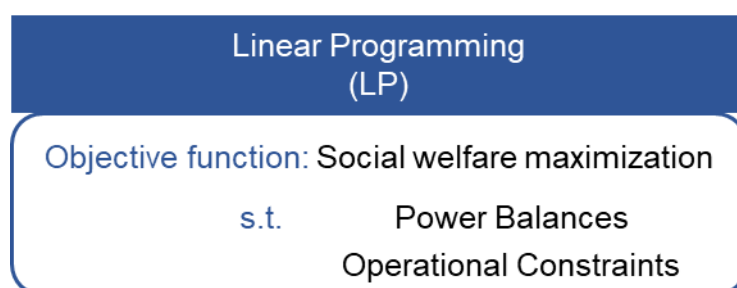 Linear Programming
(LP)
Objective function: Social welfare maximization
s.t. Power Balances
Operational Constraints